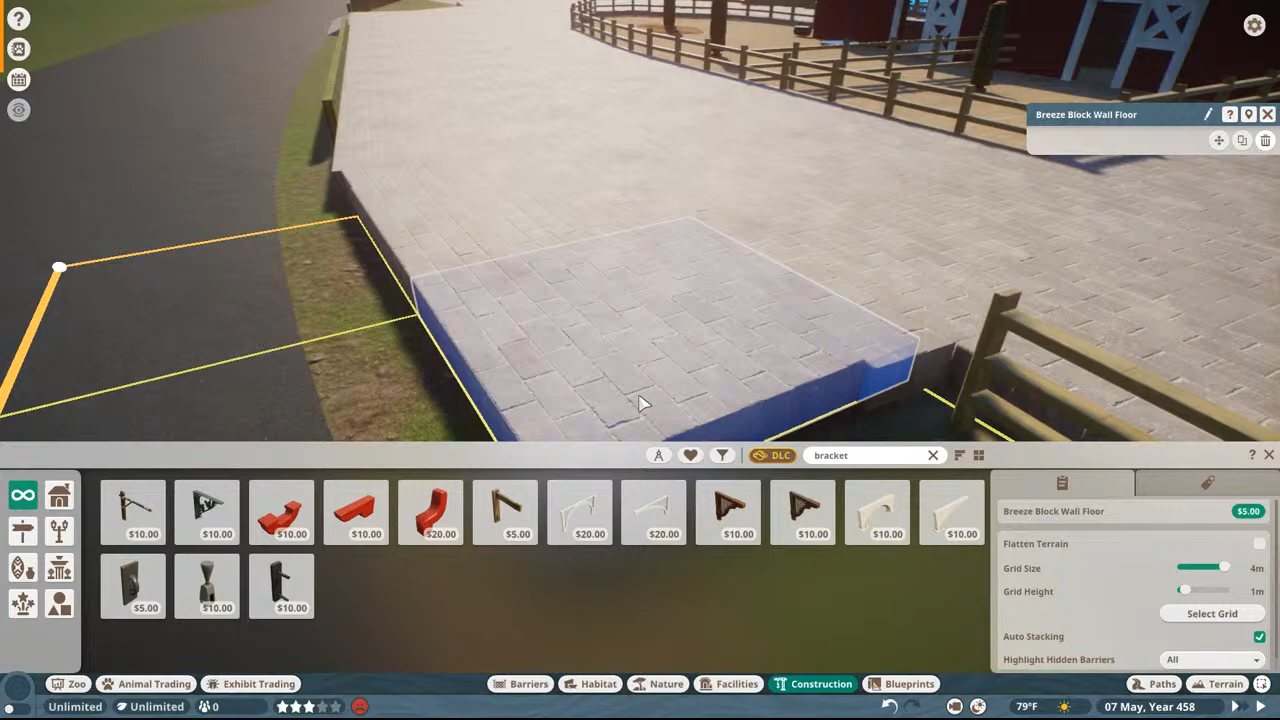 Breeze Block Wall Floor
DLC
bracket
$10.00
$10.00
$10.00
$10.00
$20.00
$5.00
$20.00
$20.00
$10.00
$10.00
$10.00
$10.00
$5.00
$10.00
$10.00
Breeze Block Wall Floor
$5.00
Flatten Terrain
Grid Size
4m
Grid Height
1m
Select Grid
Auto Stacking
Highlight Hidden Barriers
All
Zoo
Animal Trading
Exhibit Trading
Barriers
Habitat
Nature
Facilities
Construction
Blueprints
Paths
Terrain
Unlimited
Unlimited
0
79°F
07 May, Year 458